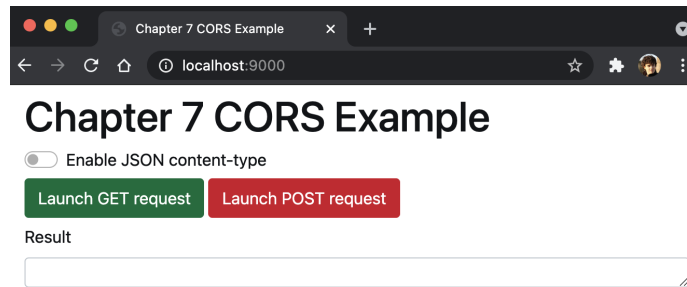 Chapter 7 CORS Example
localhost:9000
Chapter 7 CORS Example
Enable JSON content-type
Launch GET request Launch POST request
Result